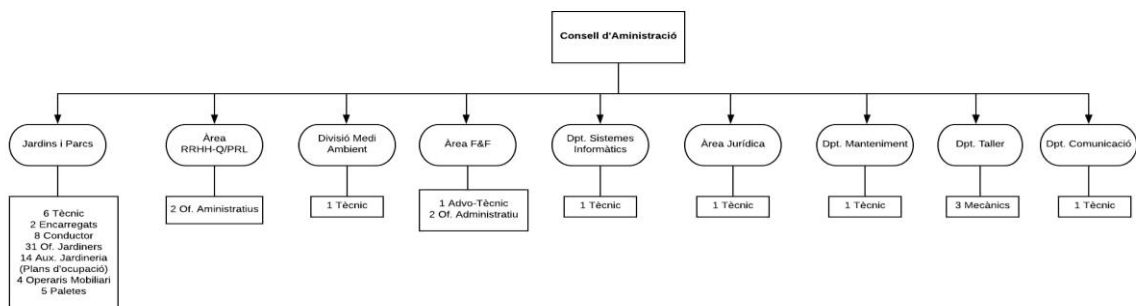 Consell d'Aministració
Jardins i Parcs
Àrea
RRHH-Q/PRL
Divisió Medi
Ambient
Àrea F&F
Dpt. Sistemes
Informàtics
Àrea Jurídica
Dpt. Manteniment
Dpt. Taller
Dpt. Comunicació
6 Tècnic
2 Encarregats
8 Conductor
31 Of. Jardiners
14 Aux. Jardineria
(Plans d'ocupació)
4 Operaris Mobiliari
5 Paletes
2 Of. Aministratius
1 Tècnic
1 Advo-Tècnic
2 Of. Administratiu
1 Tècnic
1 Tècnic
1 Tècnic
3 Mecànics
1 Tècnic